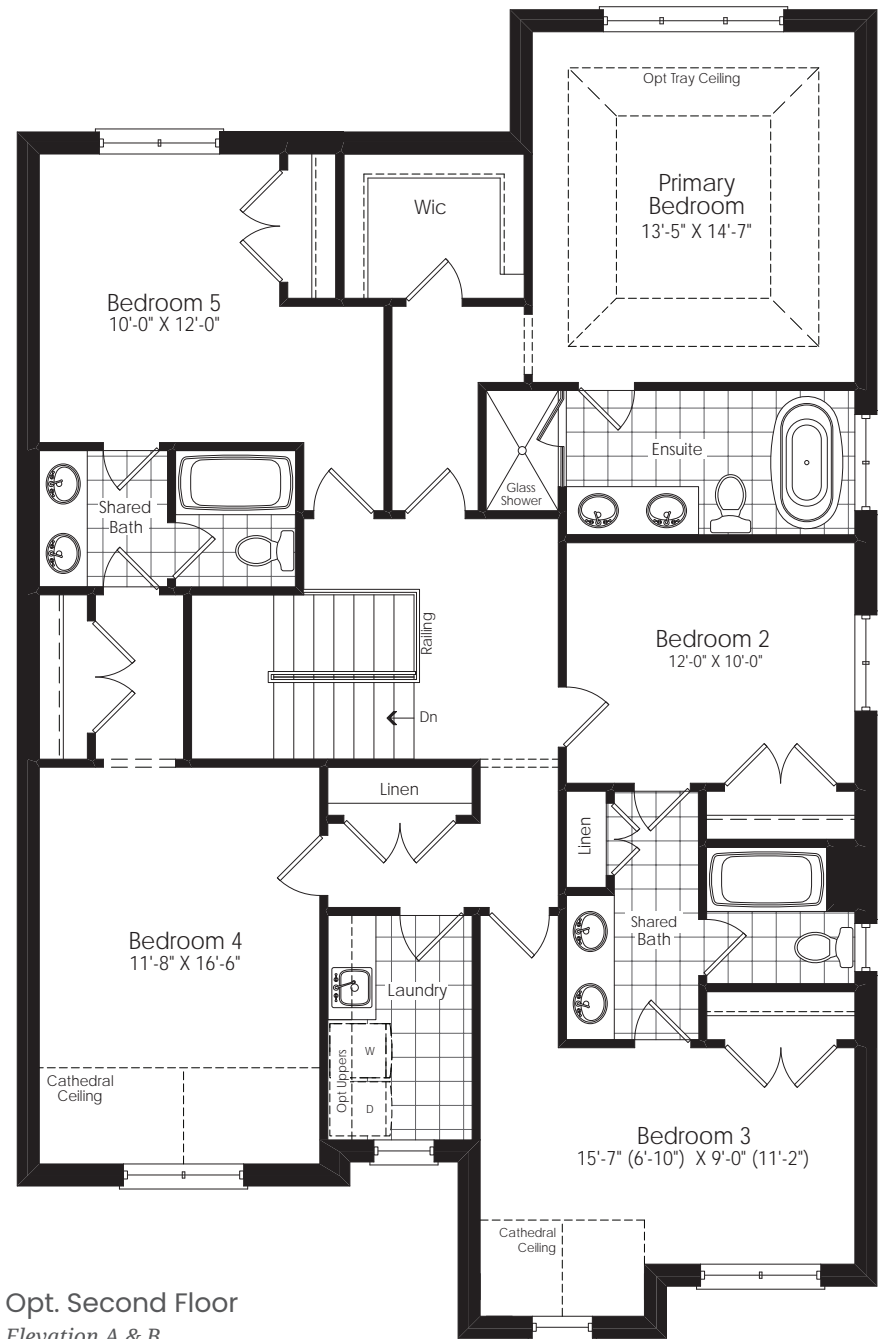 Opt Tray Ceiling
Primary
Bedroom
13'-5" X 14'-7"
Wic
Bedroom 5
10'-0" X 12'-0"
Ensuite
Glass
Shower
Shared
Bath
Railing
Dn
Bedroom 2
12'-0" X 10'-0"
Linen
Linen
Shared
Bath
Bedroom 4
11'-8" X 16'-6"
Laundry
W
D
Opt Uppers
Cathedral
Ceiling
Bedroom 3
15'-7" (6'-10") X 9'-0" (11'-2")
Cathedral
Ceiling
Opt. Second Floor
Elevation A & B